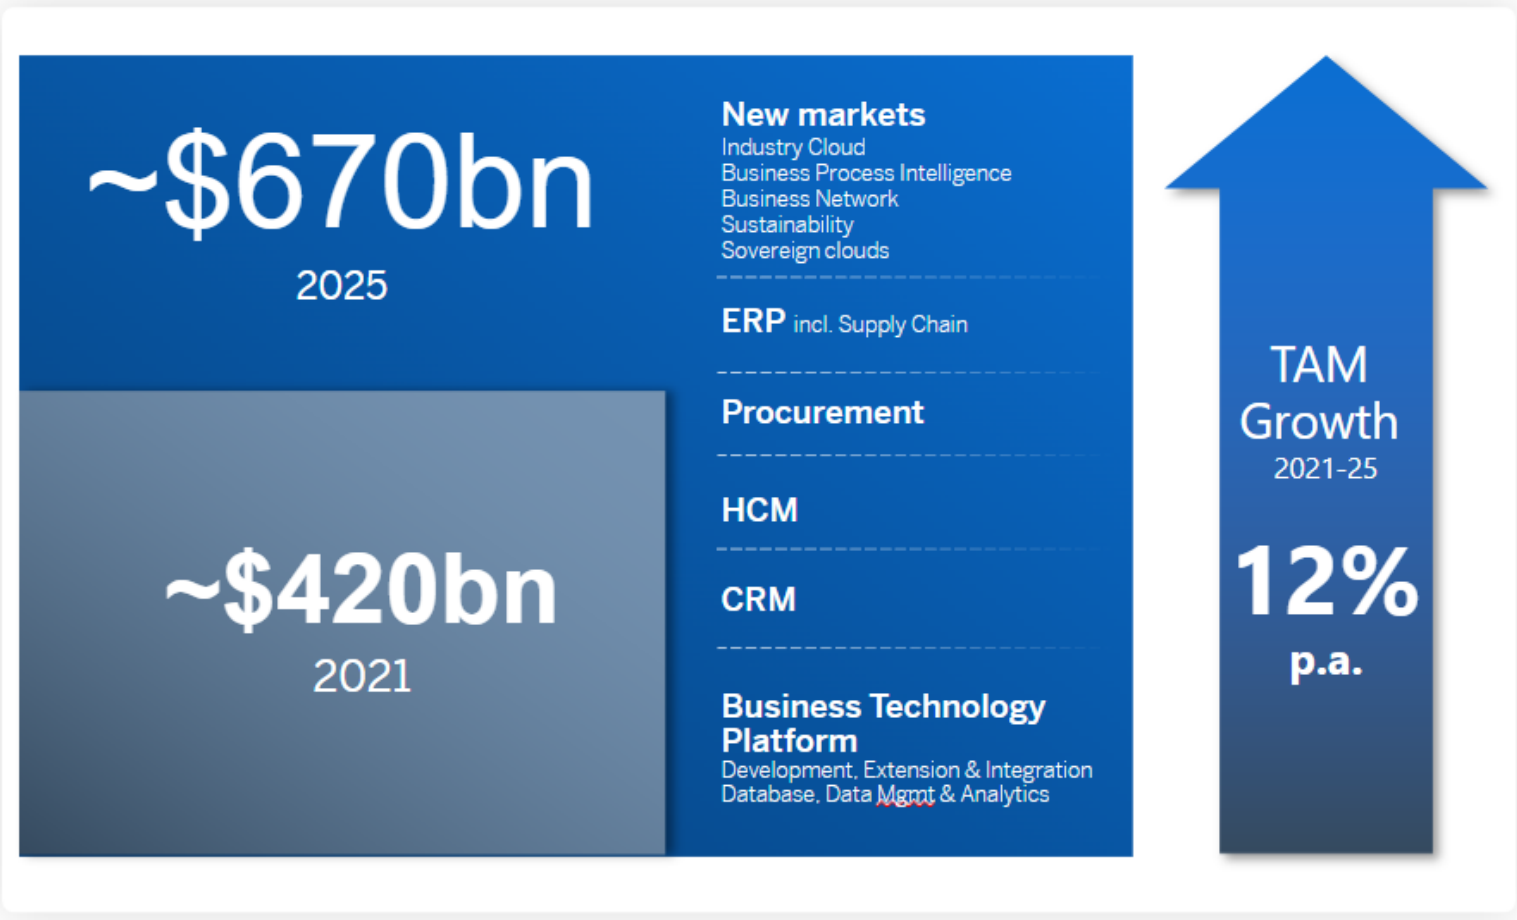 ~$670bn
2025
~$420bn
2021
New markets
Industry Cloud
Business Process Intelligence
Business Network
Sustainability
Sovereign clouds
ERP incl. Supply Chain
Procurement
HCM
CRM
Business Technology
Platform
Development, Extension & Integration
Database, Data Mgmt & Analytics
TAM
Growth
2021-25
12%
p.a.